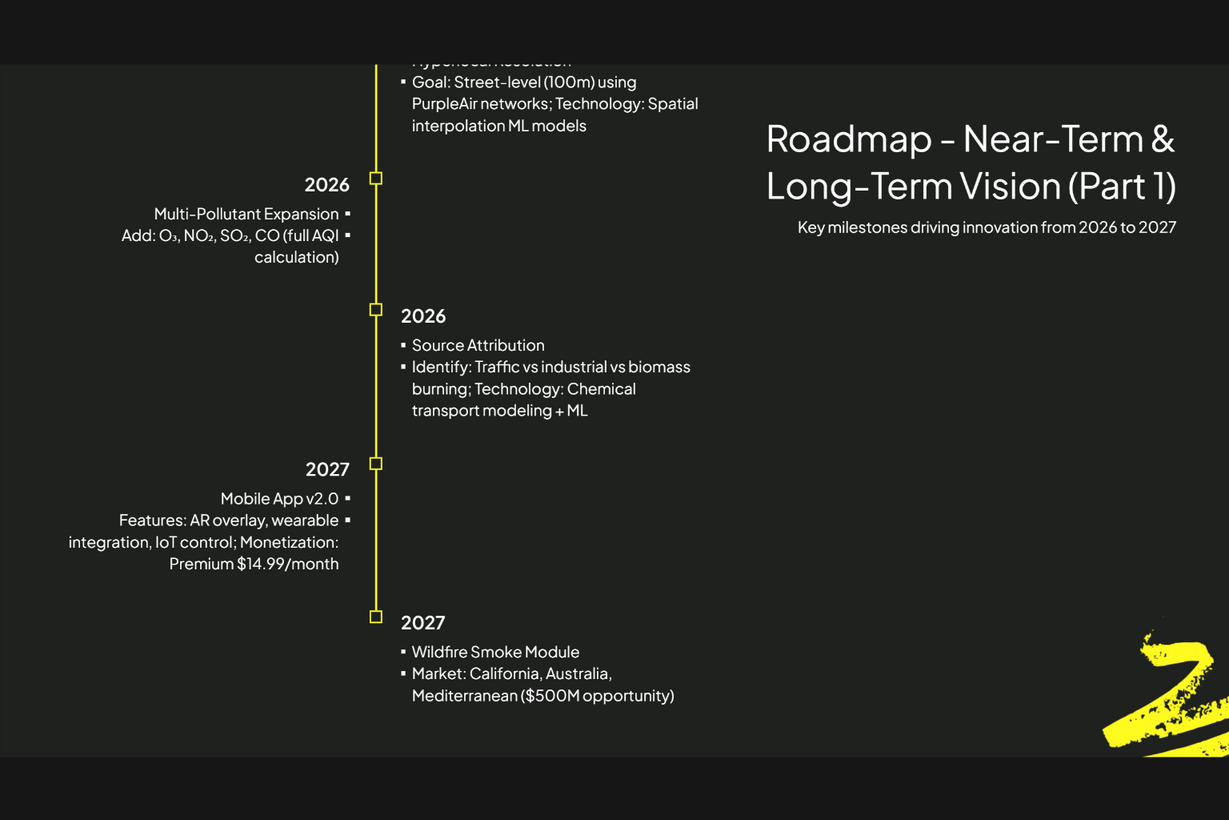 ▪ Goal: Street-level (100m) using
PurpleAir networks; Technology: Spatial
interpolation ML models
Roadmap - Near-Term &
Long-Term Vision (Part 1)
Key milestones driving innovation from 2026 to 2027
2026
Multi-Pollutant Expansion ▪
Add: O₃, NO₂, SO₂, CO (full AQI ▪
calculation)
2026
▪ Source Attribution
▪ Identify: Traffic vs industrial vs biomass
burning; Technology: Chemical
transport modeling + ML
2027
Mobile App v2.0 ▪
Features: AR overlay, wearable ▪
integration, IoT control; Monetization:
Premium $14.99/month
2027
▪ Wildfire Smoke Module
▪ Market: California, Australia,
Mediterranean ($500M opportunity)